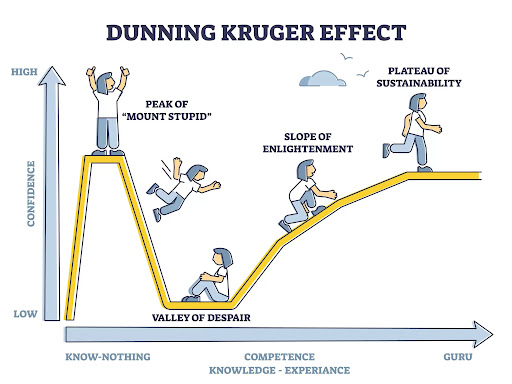 DUNNING KRUGER EFFECT
HIGH
PLATEAU OF
SUSTAINABILITY
PEAK OF
"MOUNT STUPID"
SLOPE OF
ENLIGHTENMENT
CONFIDENCE
LOW
VALLEY OF DESPAIR
KNOW-NOTHING
COMPETENCE
GURU
KNOWLEDGE - EXPERIANCE